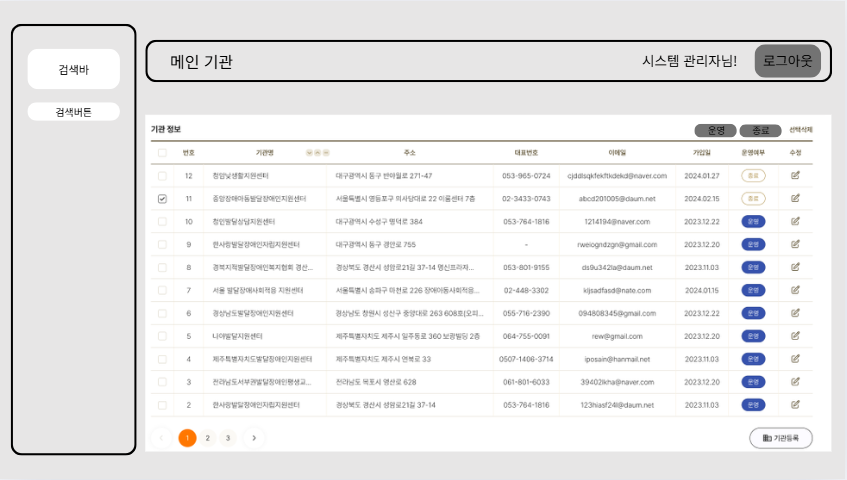 검색바
검색버튼
메인 기관
시스템 관리자님!
로그아웃
기관 정보
운영
종료
선택삭제
번호 기관명 주소 대표번호 이메일 가입일 운영여부 수정
12 청암낮생활지원센터 대구광역시 동구 반야월로 271-47 053-965-0724 cjddlsqkfekftkdekd@naver.com 2024.01.27 종료
11 중앙장애아동발달장애인지원센터 서울특별시 영등포구 의사당대로 22 이룸센터 7층 02-3433-0743 abcd201005@daum.net 2024.02.15 종료
10 청인발달상담지원센터 대구광역시 수성구 명덕로 384 053-764-1816 1214194@naver.com 2023.12.22 운영
9 한사랑발달장애인자립지원센터 대구광역시 동구 경안로 755 - rweiogndzgn@gmail.com 2023.12.20 운영
8 경북지적발달장애인복지협회 경산... 경상북도 경산시 성암로21길 37-14 명신프라자... 053-801-9155 ds9u342la@daum.net 2023.11.03 운영
7 서울 발달장애사회적응 지원센터 서울특별시 송파구 마천로 226 장애아동사회적응... 02-448-3302 kljsadfasd@nate.com 2024.01.15 운영
6 경상남도발달장애인지원센터 경상남도 창원시 성산구 중앙대로 263 608호(오피... 055-716-2390 094808345@gmail.com 2023.12.22 운영
5 나야발달지원센터 제주특별자치도 제주시 일주동로 360 보광빌딩 2층 064-755-0091 rew@gmail.com 2023.12.20 운영
4 제주특별자치도발달장애인지원센터 제주특별자치도 제주시 연북로 33 0507-1406-3714 iposain@hanmail.net 2023.11.03 운영
3 전라남도서부권발달장애인평생교... 전라남도 목포시 영산로 628 061-801-6033 39402lkha@naver.com 2023.12.20 운영
2 한사랑발달장애인자립지원센터 경상북도 경산시 성암로21길 37-14 053-764-1816 123hiasf24l@daum.net 2023.11.03 운영
1 2 3
기관등록